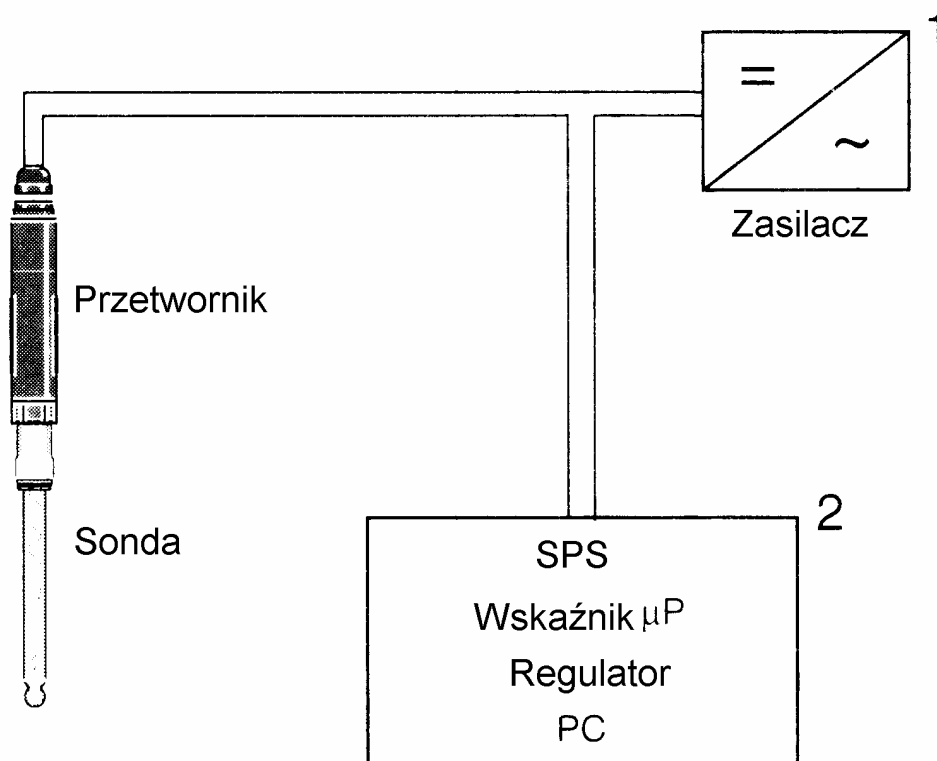 1
=
~
Zasilacz
Przetwornik
Sonda
2
SPS
Wskaźnik µP
Regulator
PC